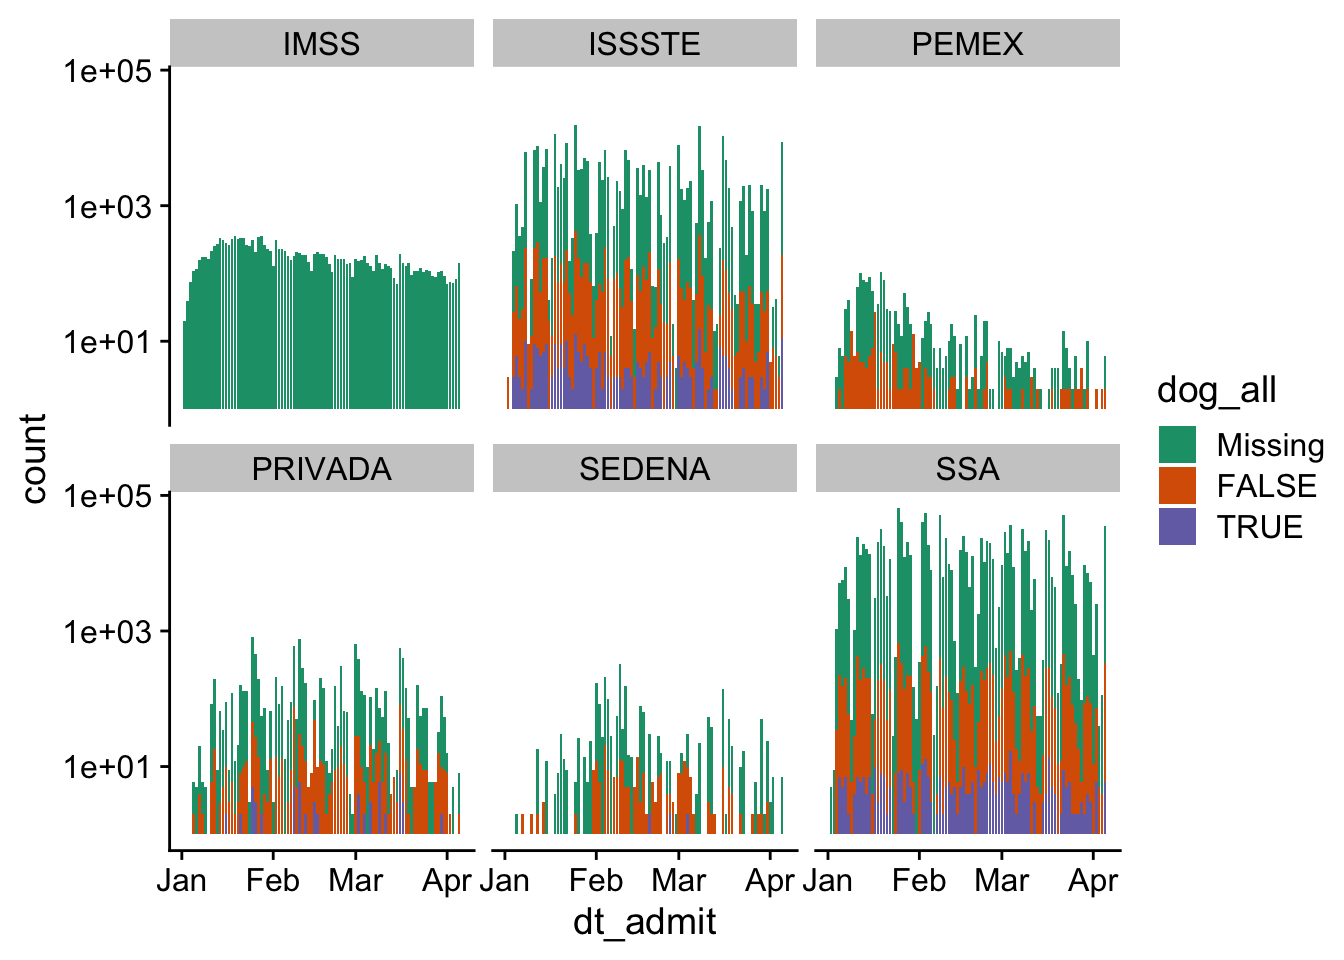 IMSS ISSSTE PEMEX
1e+05
1e+03
1e+01
PRIVADA SEDENA SSA
1e+05
1e+03
1e+01
Jan Feb Mar Apr Jan Feb Mar Apr Jan Feb Mar Apr
dt_admit
count
dog_all
Missing
FALSE
TRUE